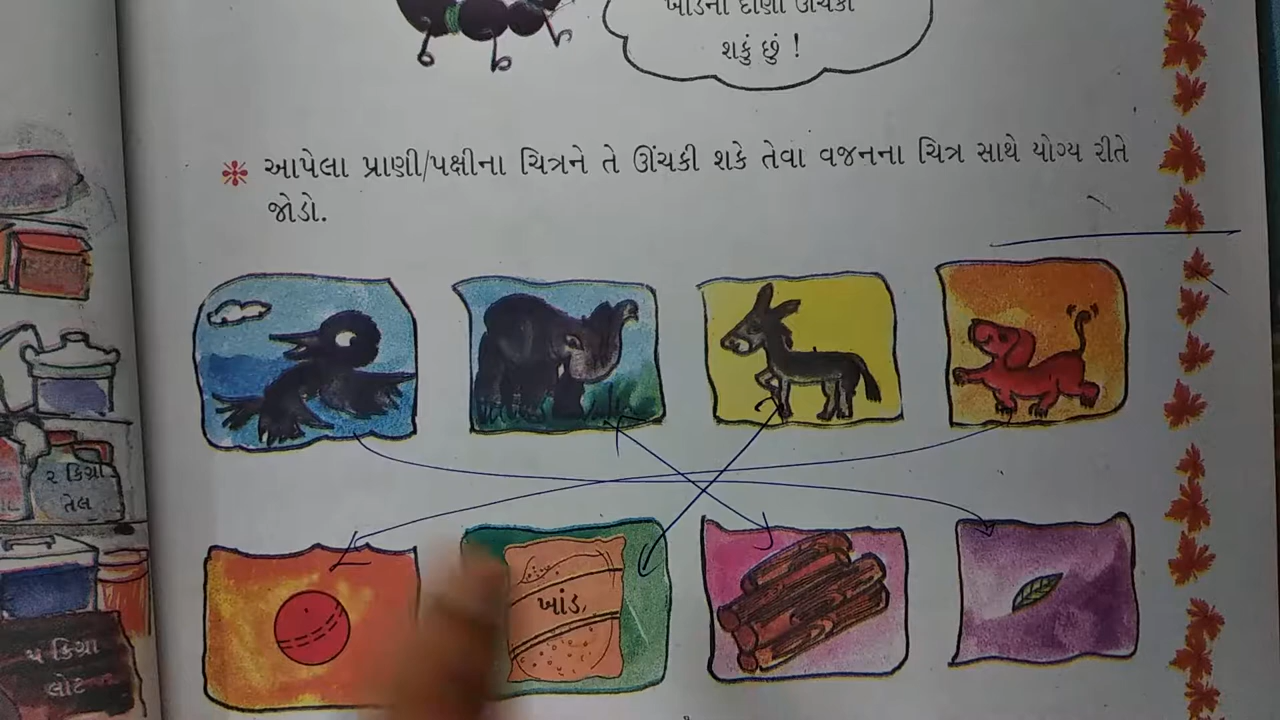 ખાંડના દાણા ઊંચકી
શકું છું !
આપેલા પ્રાણી/પક્ષીના ચિત્રને તે ઊંચકી શકે તેવા વજનના ચિત્ર સાથે યોગ્ય રીતે
જોડો.
૨ કિગ્રા
તેલ
ખાંડ
૫ કિગ્રા
લોટ